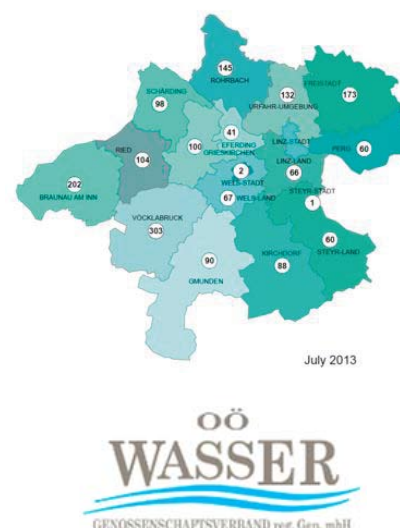 145
ROHRBACH
FREISTADT
132
173
URFAHR-UMGEBUNG
SCHÄRDING
98
41
LINZ-STADT
100
EFERDING
GRIESKIRCHEN
PERG
60
RIED
104
LINZ-LAND
2
66
WELS-STADT
STEYR-STADT
202
BRAUNAU AM INN
67
WELS-LAND
1
VÖCKLABRUCK
303
60
STEYR-LAND
90
KIRCHDORF
88
GMUNDEN
July 2013
OÖ
WASSER
GENOSSENSCHAFTSVERBAND reg. Gen. mbH